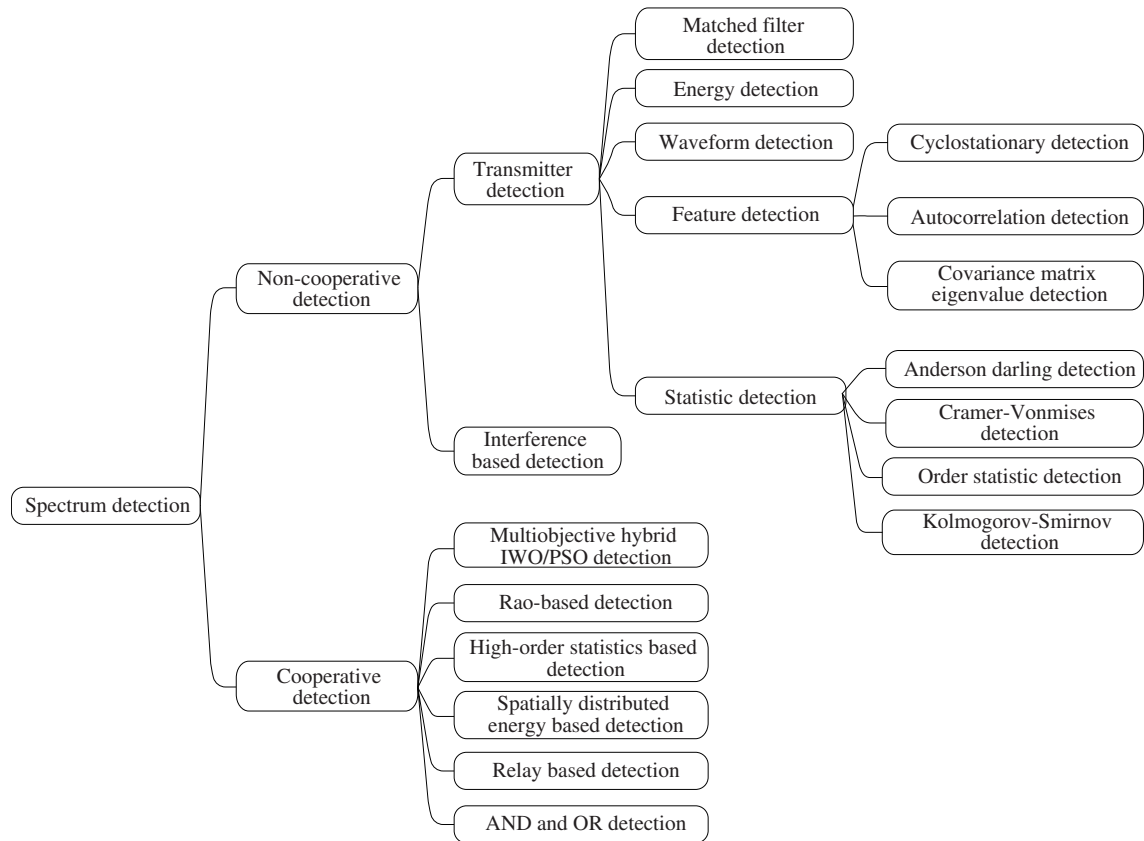 Spectrum detection
Non-cooperative
detection
Transmitter
detection
Matched filter
detection
Energy detection
Waveform detection
Feature detection
Cyclostationary detection
Autocorrelation detection
Covariance matrix
eigenvalue detection
Statistic detection
Anderson darling detection
Cramer-Vonmises
detection
Order statistic detection
Kolmogorov-Smirnov
detection
Interference
based detection
Cooperative
detection
Multiobjective hybrid
IWO/PSO detection
Rao-based detection
High-order statistics based
detection
Spatially distributed
energy based detection
Relay based detection
AND and OR detection